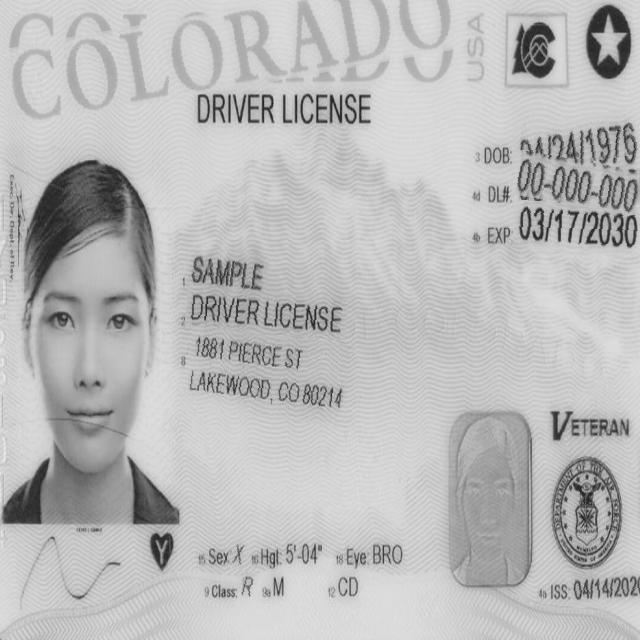 COLORADO
USA
DRIVER LICENSE
3 DOB: 04/24/1976
4d DL#: 00-000-000
4b EXP: 03/17/2030
1 SAMPLE
2 DRIVER LICENSE
8 1881 PIERCE ST
LAKEWOOD, CO 80214
VETERAN
Y
15 Sex X 16 Hgt: 5'-04" 18 Eye: BRO
9 Class: R 9a M 12 CD
4a ISS: 04/14/202